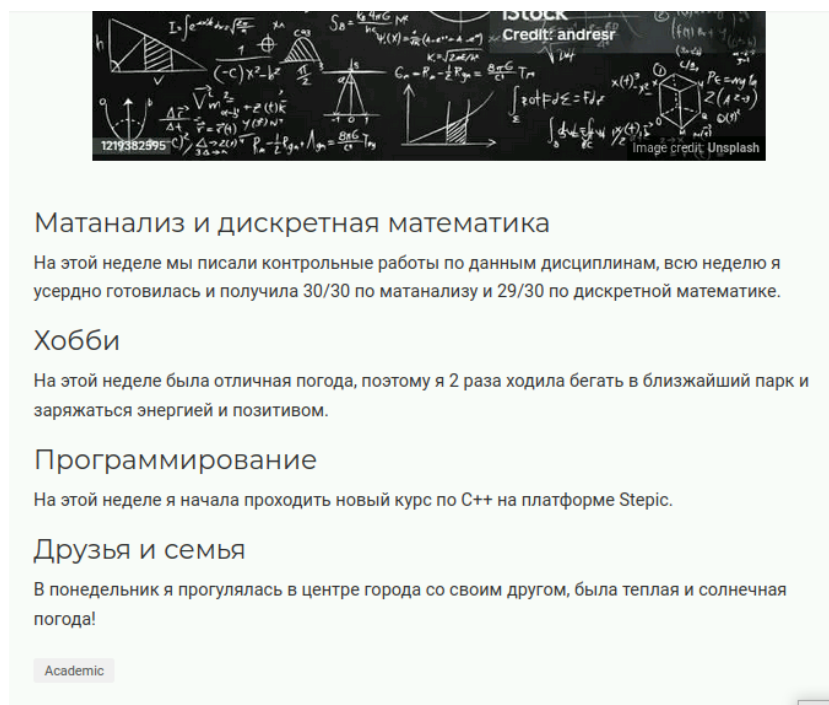 iStock
Credit: andresr
1219382595
Image credit: Unsplash
Матанализ и дискретная математика
На этой неделе мы писали контрольные работы по данным дисциплинам, всю неделю я
усердно готовилась и получила 30/30 по матанализу и 29/30 по дискретной математике.
Хобби
На этой неделе была отличная погода, поэтому я 2 раза ходила бегать в близжайший парк и
заряжаться энергией и позитивом.
Программирование
На этой неделе я начала проходить новый курс по C++ на платформе Stepic.
Друзья и семья
В понедельник я прогулялась в центре города со своим другом, была теплая и солнечная
погода!
Academic